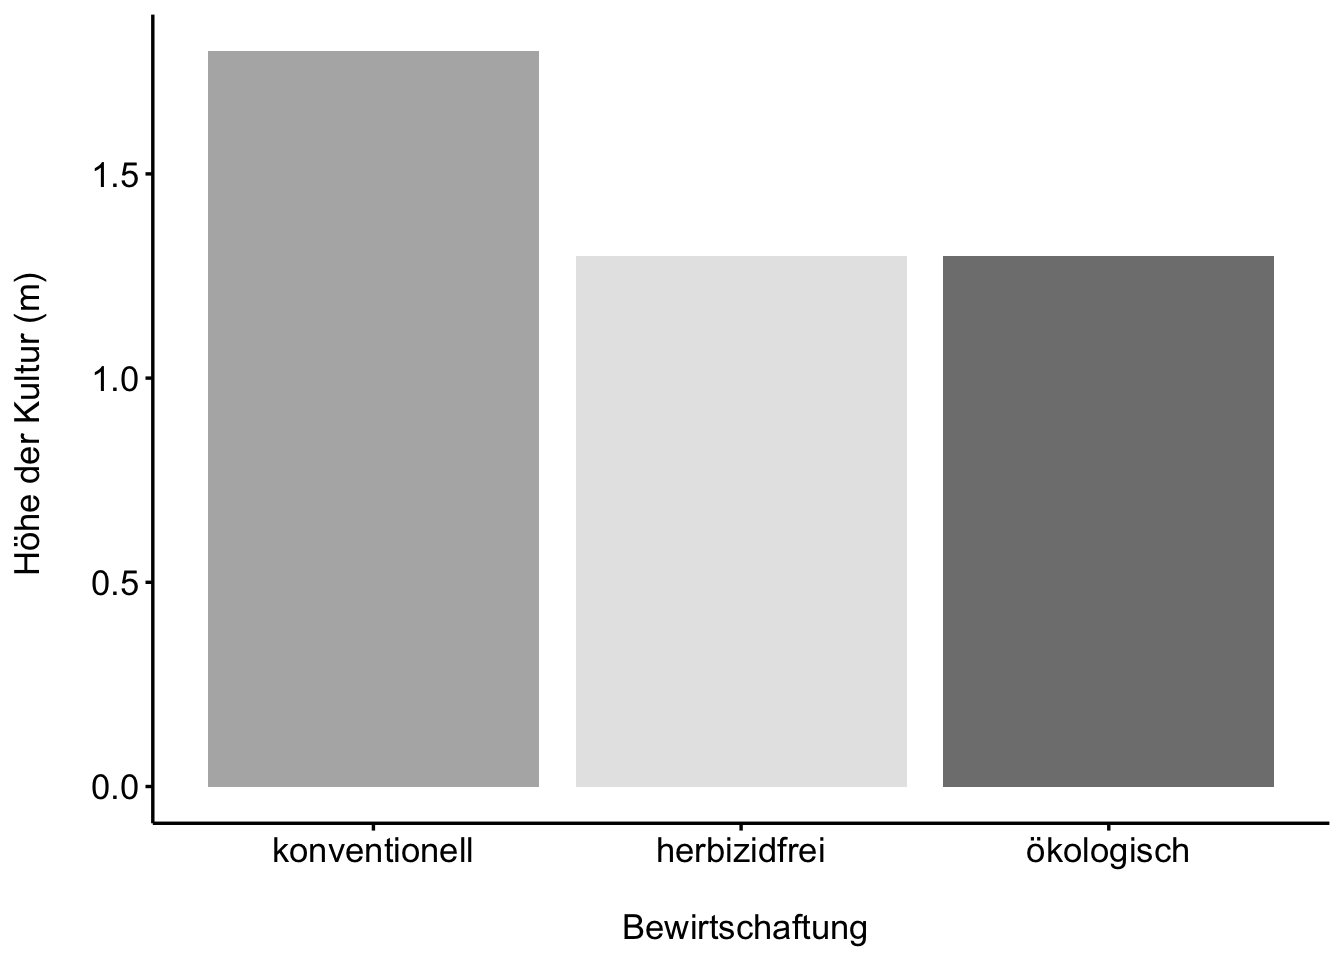 Höhe der Kultur (m)
1.5
1.0
0.5
0.0
konventionell
herbizidfrei
ökologisch
Bewirtschaftung